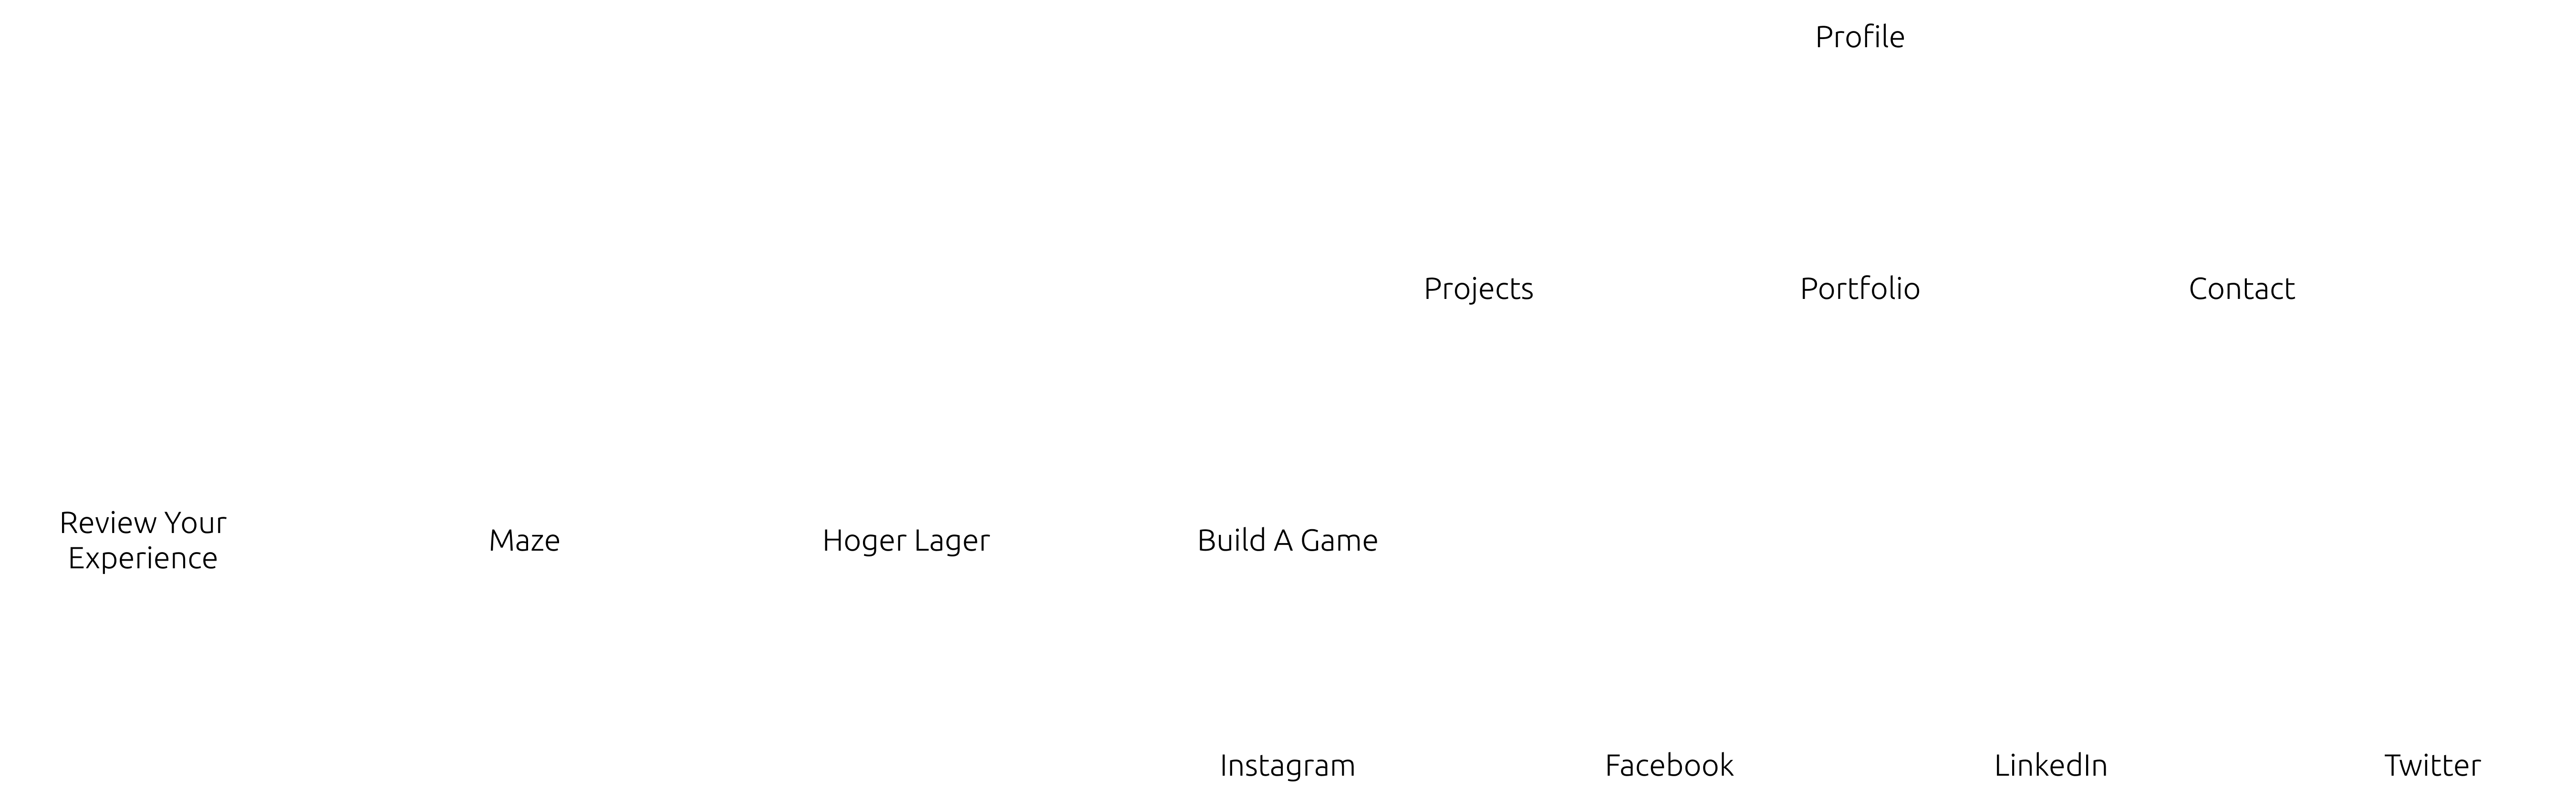 Profile
Projects
Portfolio
Contact
Review Your
Experience
Maze
Hoger Lager
Build A Game
Instagram
Facebook
LinkedIn
Twitter